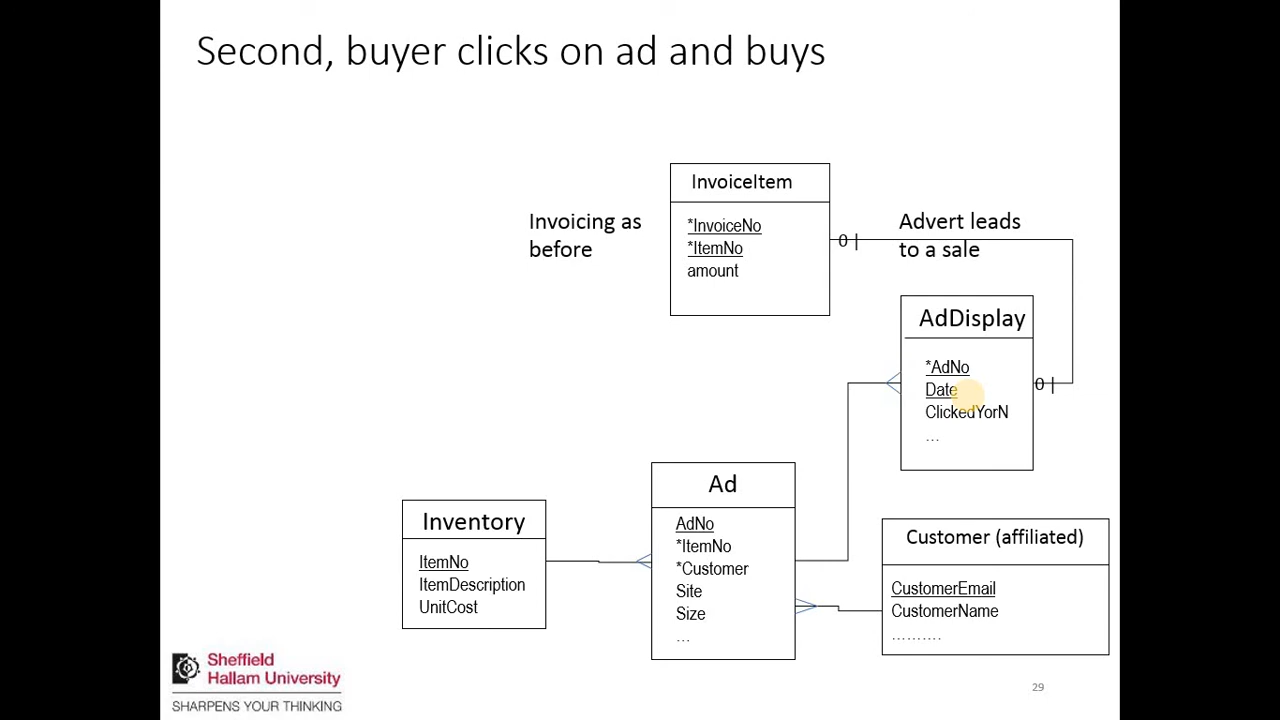 Second, buyer clicks on ad and buys
InvoiceItem
*InvoiceNo
*ItemNo
amount
Invoicing as
before
Advert leads
to a sale
0 |
AdDisplay
*AdNo
Date
ClickedYorN
...
0 |
Ad
AdNo
*ItemNo
*Customer
Site
Size
...
Inventory
ItemNo
ItemDescription
UnitCost
Customer (affiliated)
CustomerEmail
CustomerName
……….
Sheffield
Hallam University
SHARPENS YOUR THINKING
29